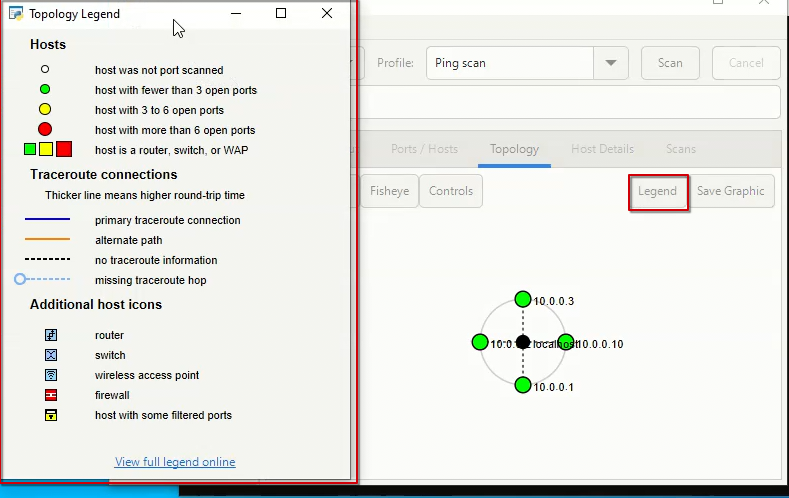 Topology Legend
Hosts
host was not port scanned
host with fewer than 3 open ports
host with 3 to 6 open ports
host with more than 6 open ports
host is a router, switch, or WAP
Traceroute connections
Thicker line means higher round-trip time
primary traceroute connection
alternate path
no traceroute information
missing traceroute hop
Additional host icons
router
switch
wireless access point
firewall
host with some filtered ports
View full legend online
Profile: Ping scan Scan Cancel
Ports / Hosts Topology Host Details Scans
Fisheye Controls Legend Save Graphic
10.0.0.3
localhost 10.0.0.10
10.0.0.1